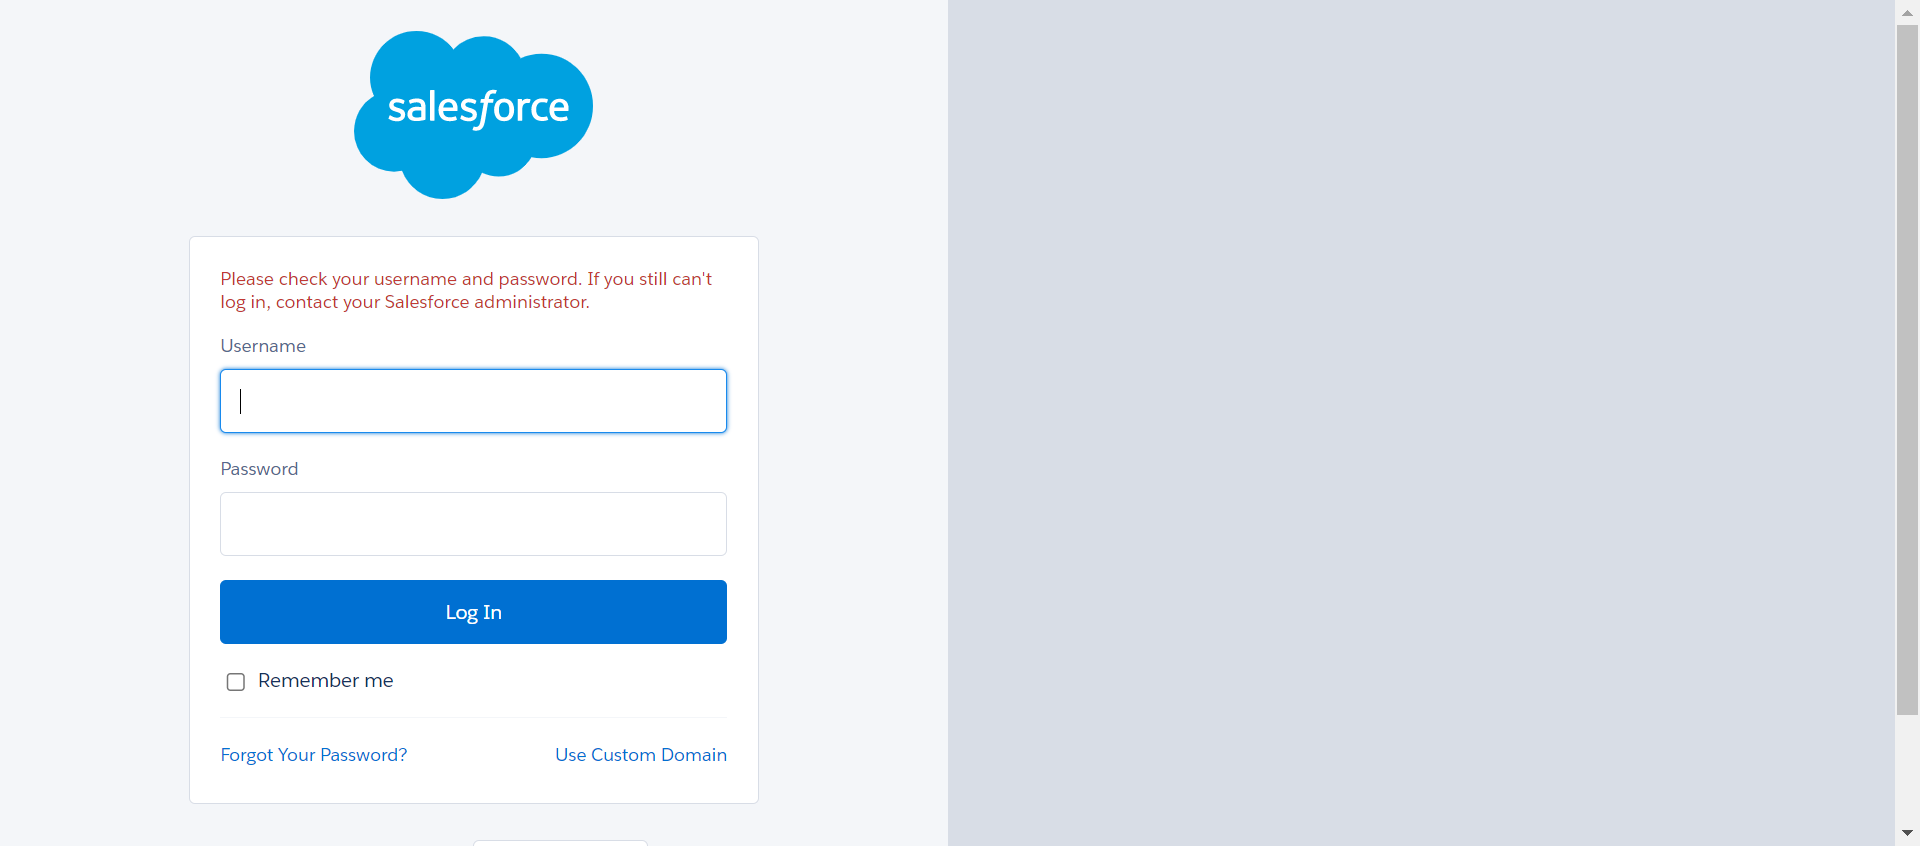 salesforce
Please check your username and password. If you still can't
log in, contact your Salesforce administrator.
Username
Password
Log In
Remember me
Forgot Your Password?
Use Custom Domain